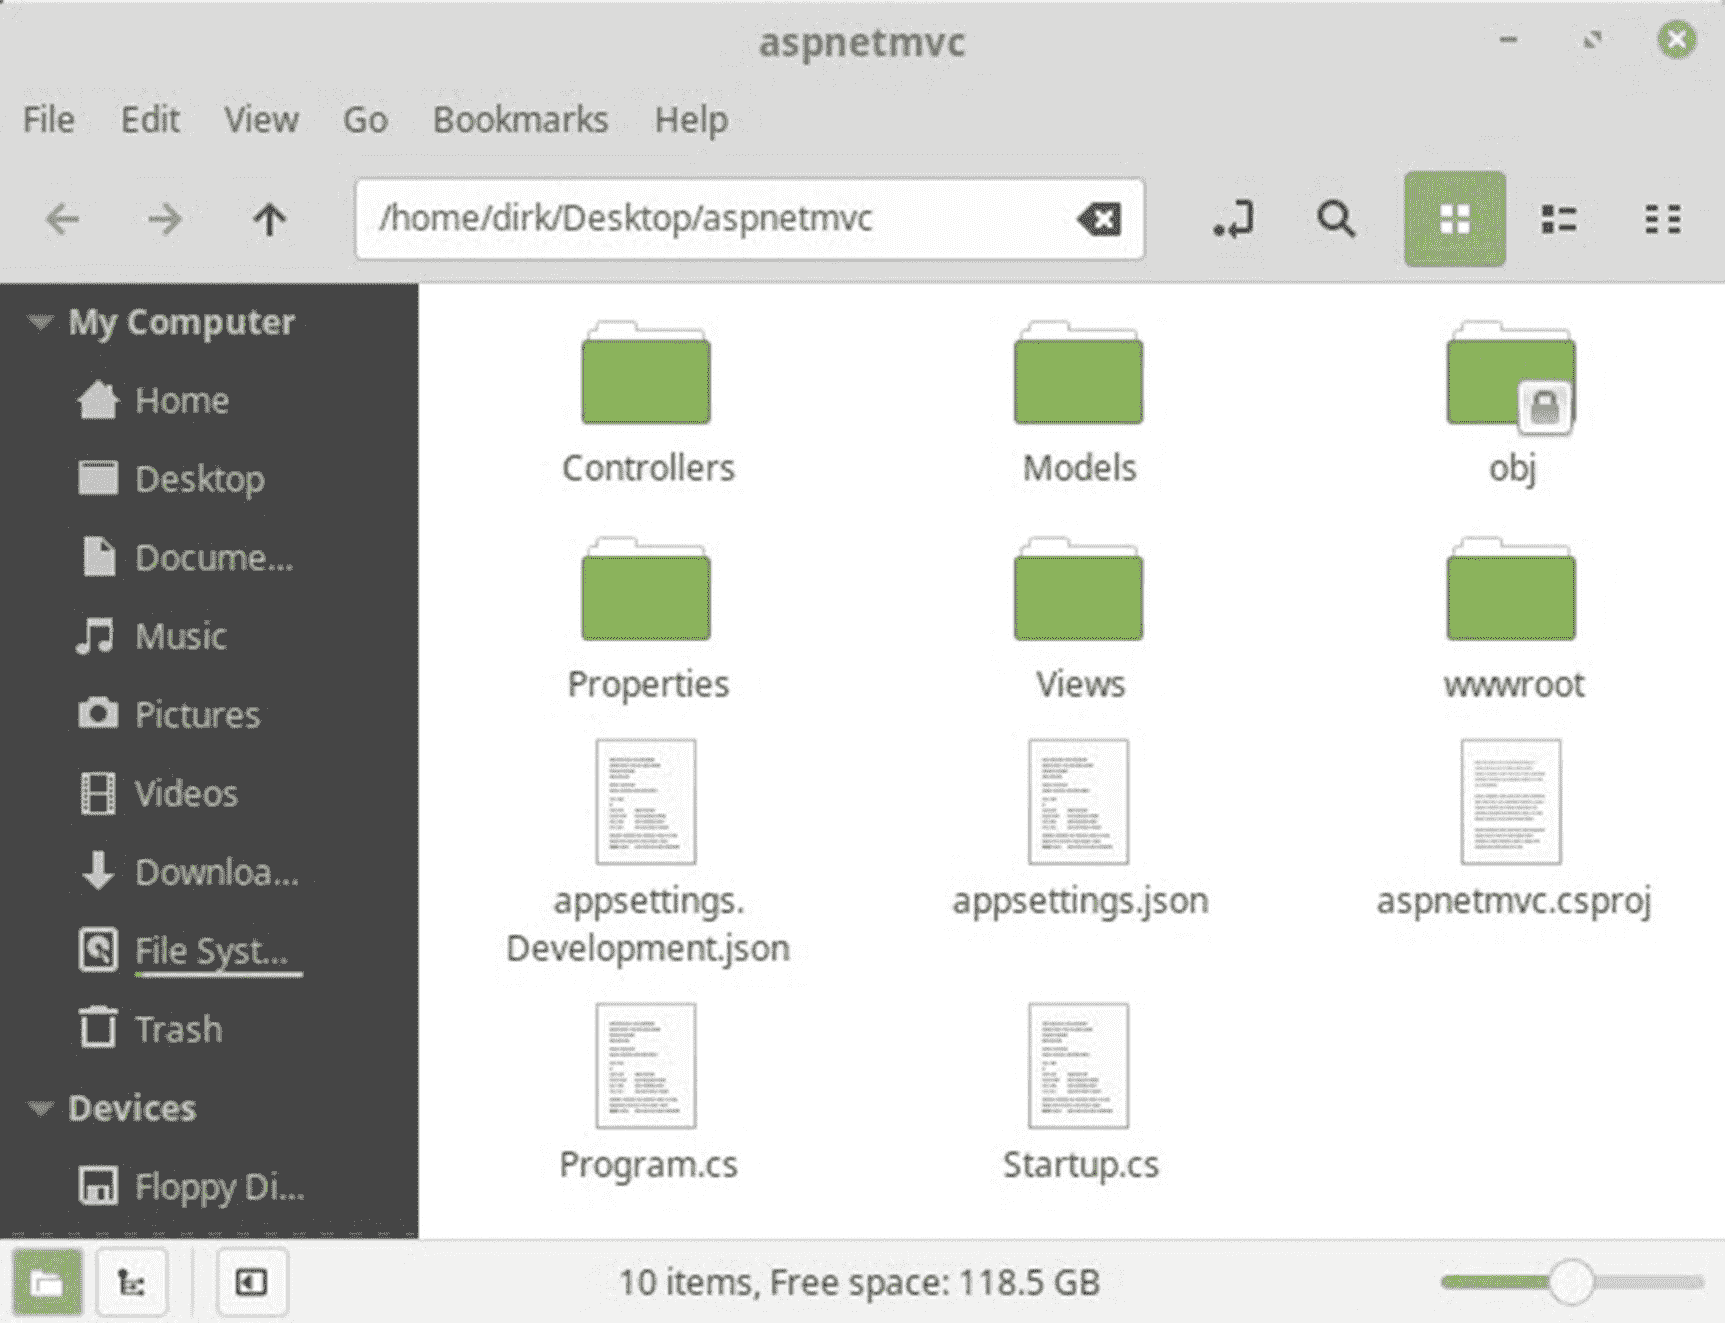 aspnetmvc
File Edit View Go Bookmarks Help
/home/dirk/Desktop/aspnetmvc
My Computer
Home
Desktop
Docume...
Music
Pictures
Videos
Downloa...
File Syst...
Trash
Devices
Floppy Di...
Controllers Models obj
Properties Views wwwroot
appsettings.
Development.json
appsettings.json
aspnetmvc.csproj
Program.cs Startup.cs
10 items, Free space: 118.5 GB